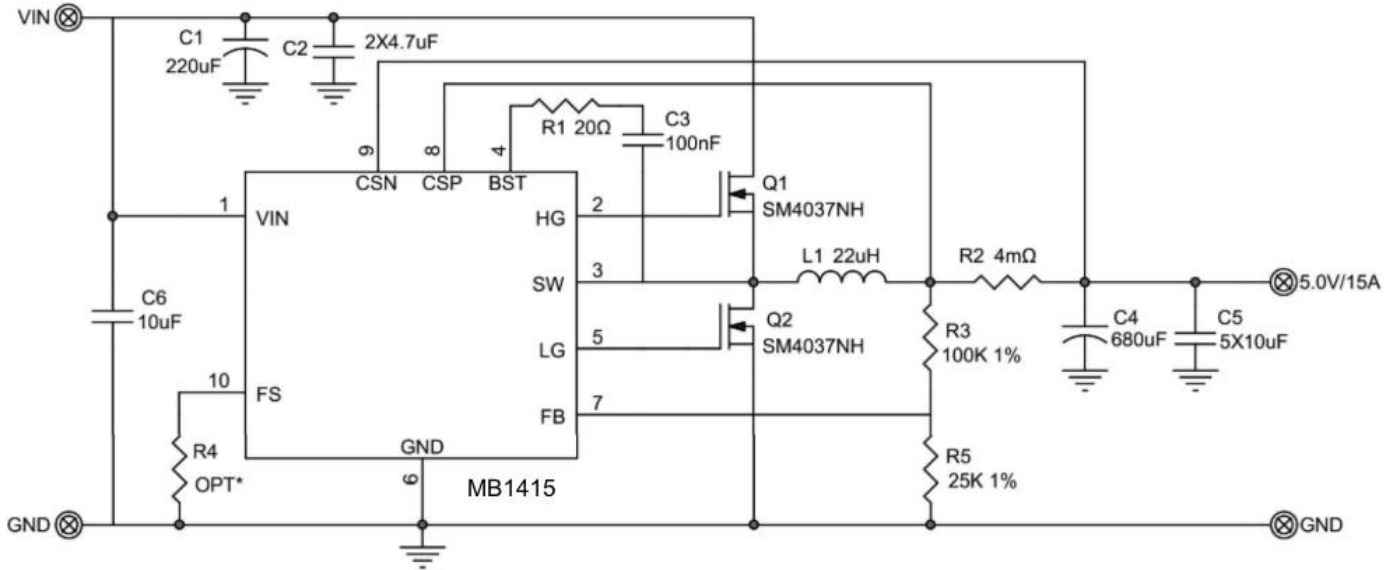 VIN
C1
220uF
C2
2X4.7uF
R1 20Ω
C3
100nF
9
8
4
CSN
CSP
BST
1
VIN
HG
2
Q1
SM4037NH
SW
3
L1 22uH
R2 4mΩ
5.0V/15A
C6
10uF
LG
5
Q2
SM4037NH
R3
100K 1%
C4
680uF
C5
5X10uF
10
FS
FB
7
R4
OPT*
GND
6
MB1415
R5
25K 1%
GND
GND